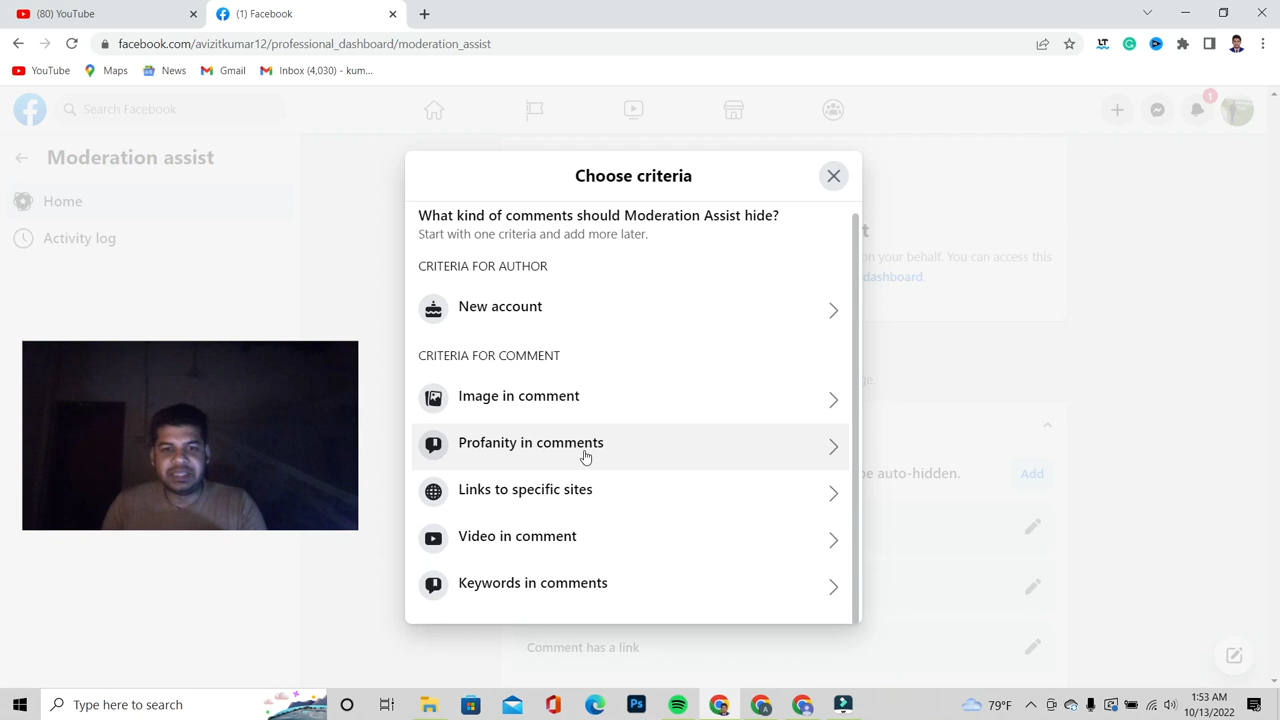 (80) YouTube
(1) Facebook
facebook.com/avizitkumar12/professional_dashboard/moderation_assist
YouTube
Maps
News
Gmail
Inbox (4,030) - kum...
Search Facebook
1
Moderation assist
Home
Activity log
Choose criteria
What kind of comments should Moderation Assist hide?
Start with one criteria and add more later.
CRITERIA FOR AUTHOR
New account
CRITERIA FOR COMMENT
Image in comment
Profanity in comments
Links to specific sites
Video in comment
Keywords in comments
on your behalf. You can access this
dashboard.
be auto-hidden.
Add
Comment has a link
Type here to search
79°F
1:53 AM
10/13/2022